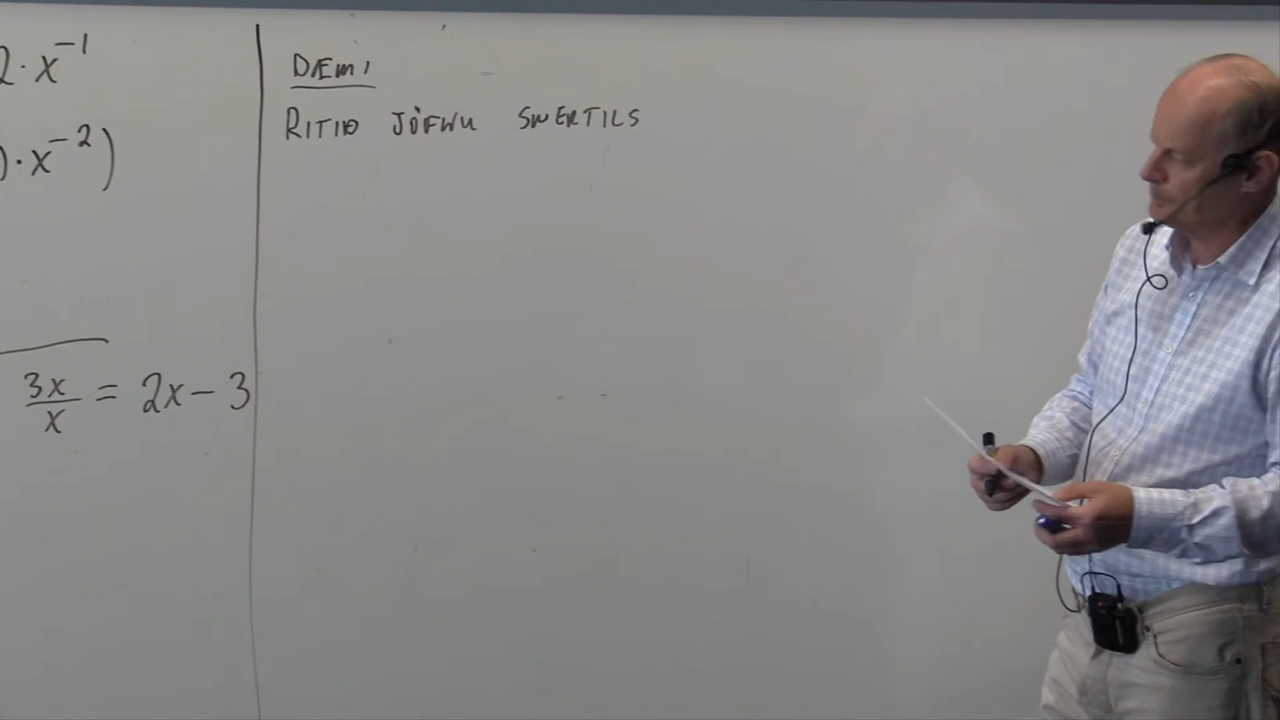 2 · x⁻¹
) · x⁻²)
3x/x = 2x - 3
DÆMI
RITIÐ JÖFNU SNERTILS